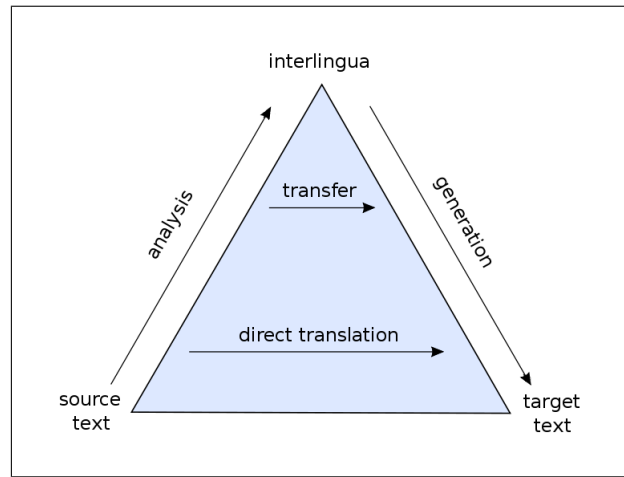 interlingua
transfer
analysis
generation
direct translation
source
text
target
text